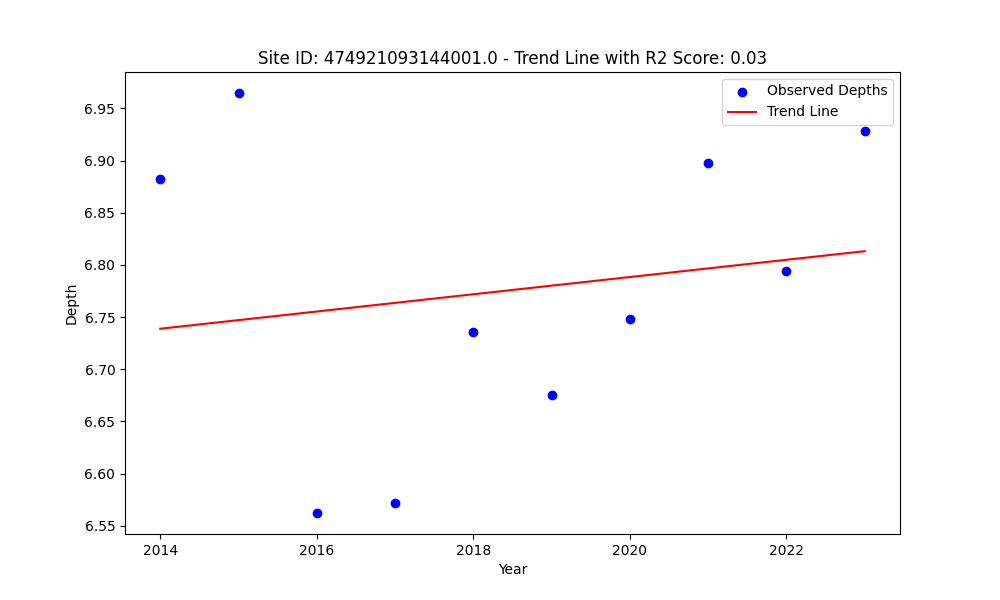 Site ID: 474921093144001.0 - Trend Line with R2 Score: 0.03
Observed Depths
Trend Line
6.95
6.90
6.85
6.80
6.75
6.70
6.65
6.60
6.55
Depth
2014
2016
2018
2020
2022
Year